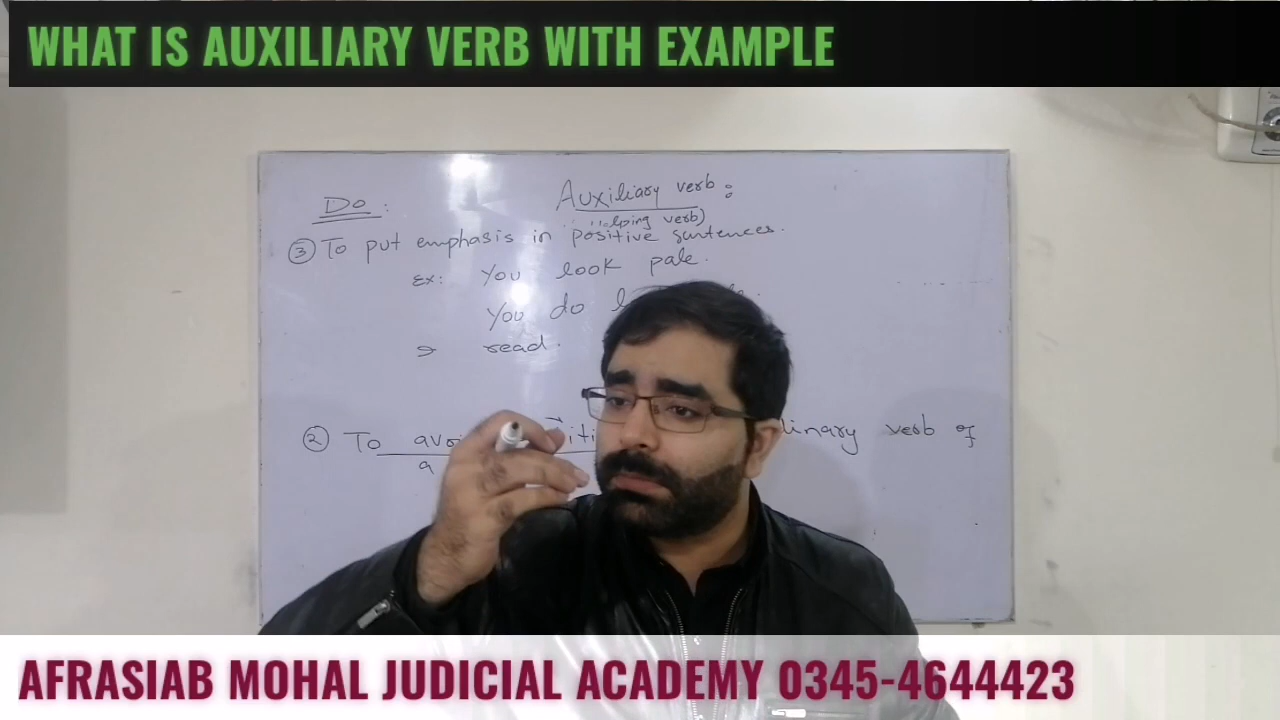 WHAT IS AUXILIARY VERB WITH EXAMPLE
Do : Auxiliary verb :
verb)
③ To put emphasis in positive sentences.
Ex: You look pale.
You do
read.
② To verb of
a
AFRASIAB MOHAL JUDICIAL ACADEMY 0345-4644423